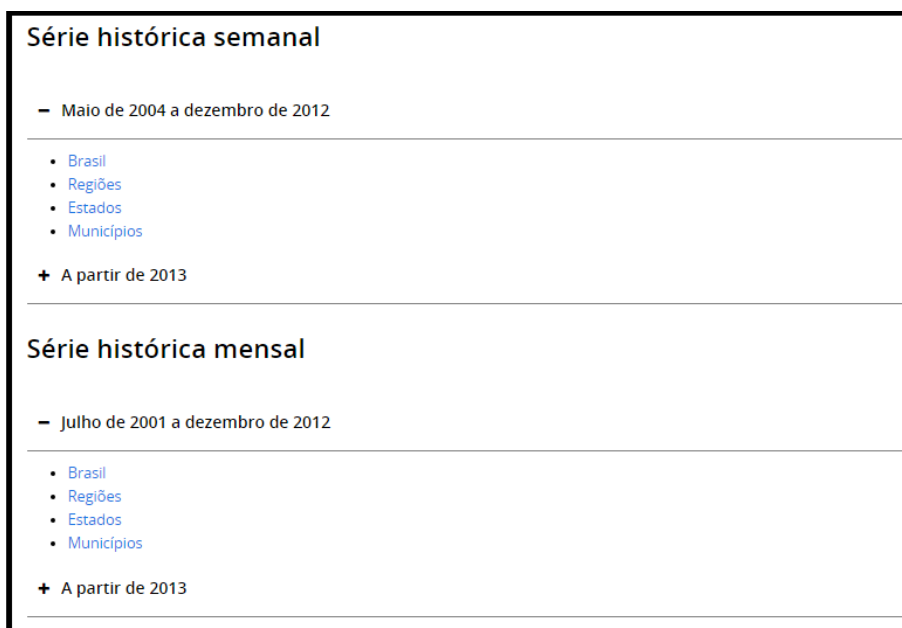 Série histórica semanal
− Maio de 2004 a dezembro de 2012
• Brasil
• Regiões
• Estados
• Municípios
+ A partir de 2013
Série histórica mensal
− Julho de 2001 a dezembro de 2012
• Brasil
• Regiões
• Estados
• Municípios
+ A partir de 2013